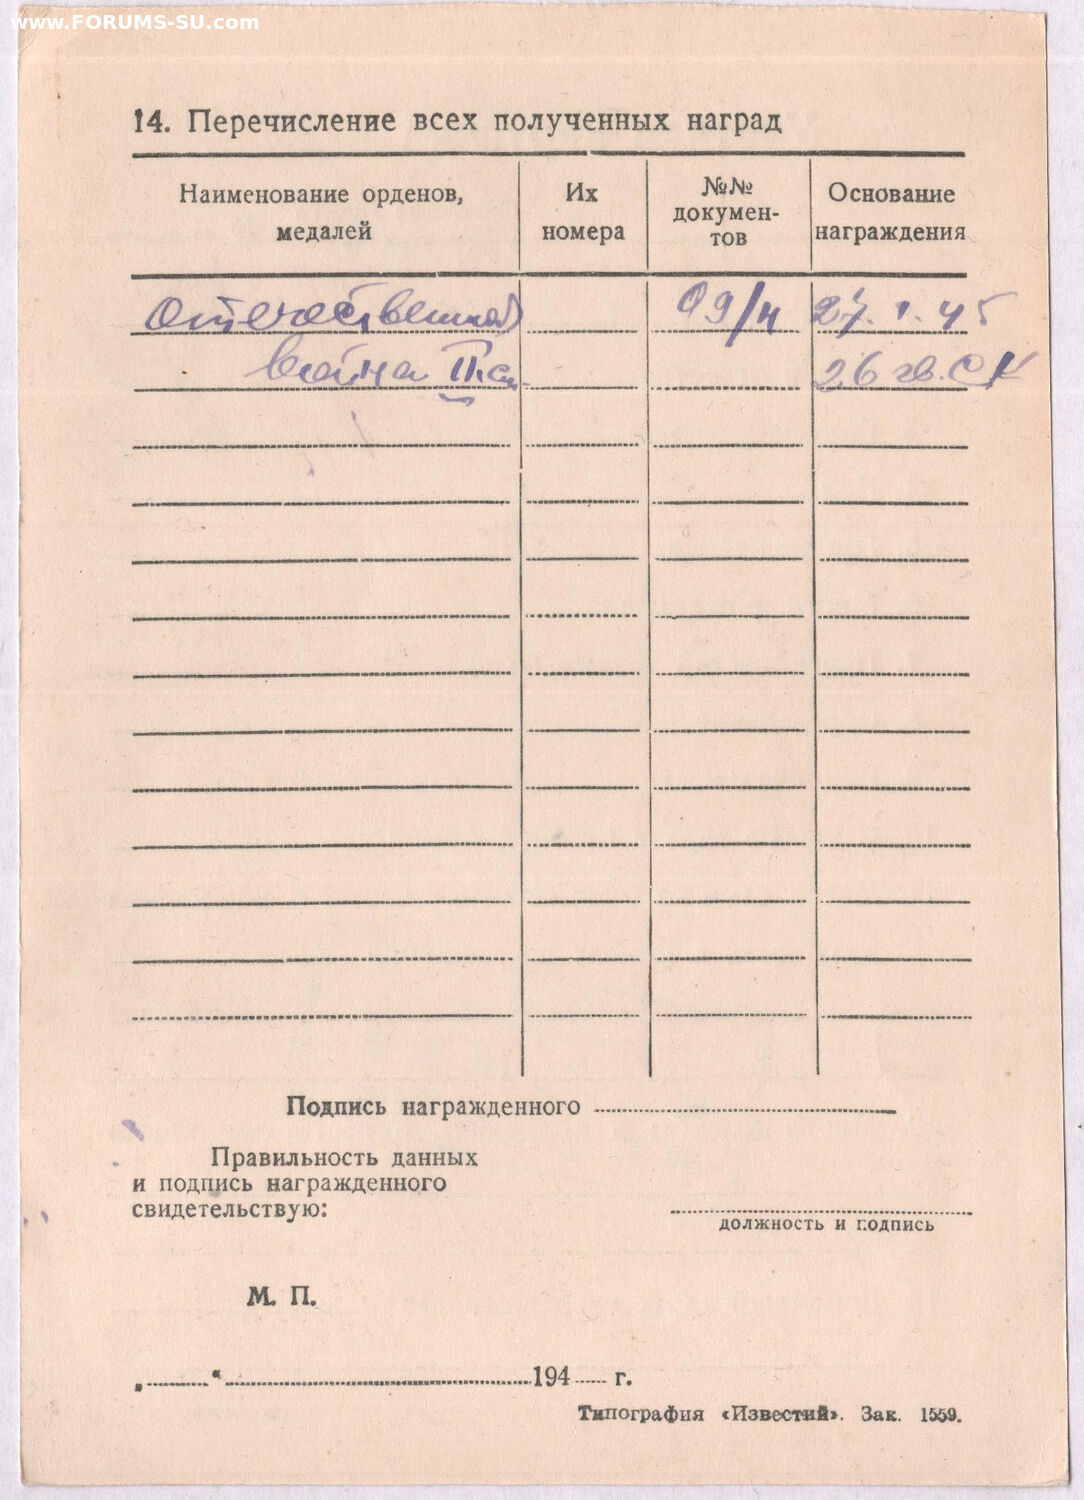 www.FORUMS-SU.com
14. Перечисление всех полученных наград
Наименование орденов, медалей
Их номера
№№ докумен-
тов
Основание награждения
Отечественной 09/н 27.1.45
война II ст. 26 гв. СК
Подпись награжденного
Правильность данных
и подпись награжденного
свидетельствую:
должность и подпись
М. П.
„ “ 194 г.
Типография «Известий». Зак. 1559.